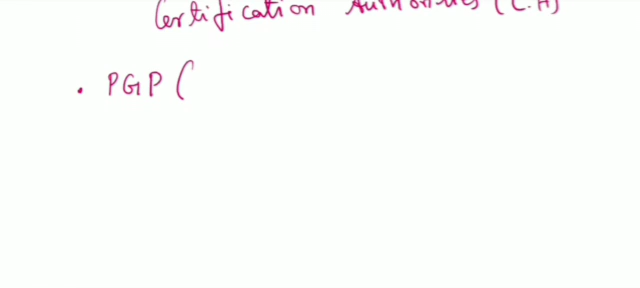 Certification Authorities (C.A)
. PGP (